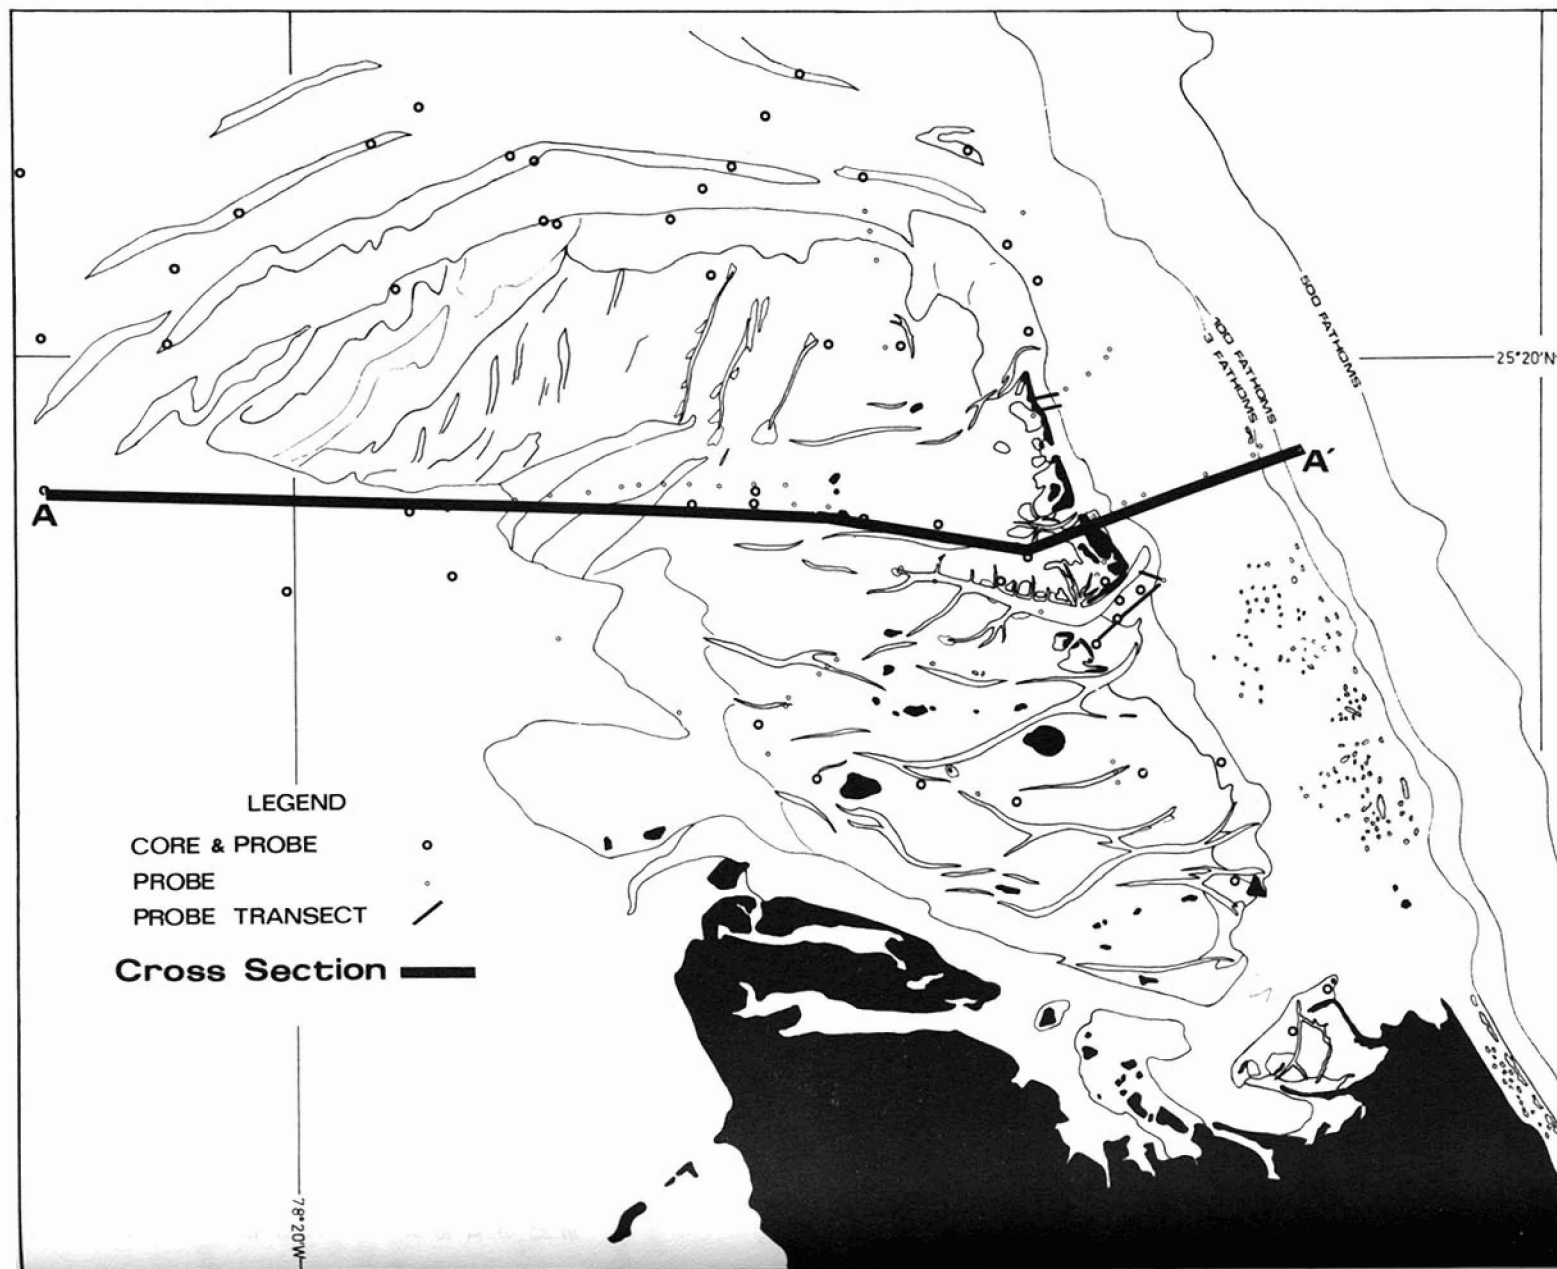 500 FATHOMS
100 FATHOMS
3 FATHOMS
25°20'N
A
A'
LEGEND
CORE & PROBE
PROBE
PROBE TRANSECT
Cross Section
78°20'W